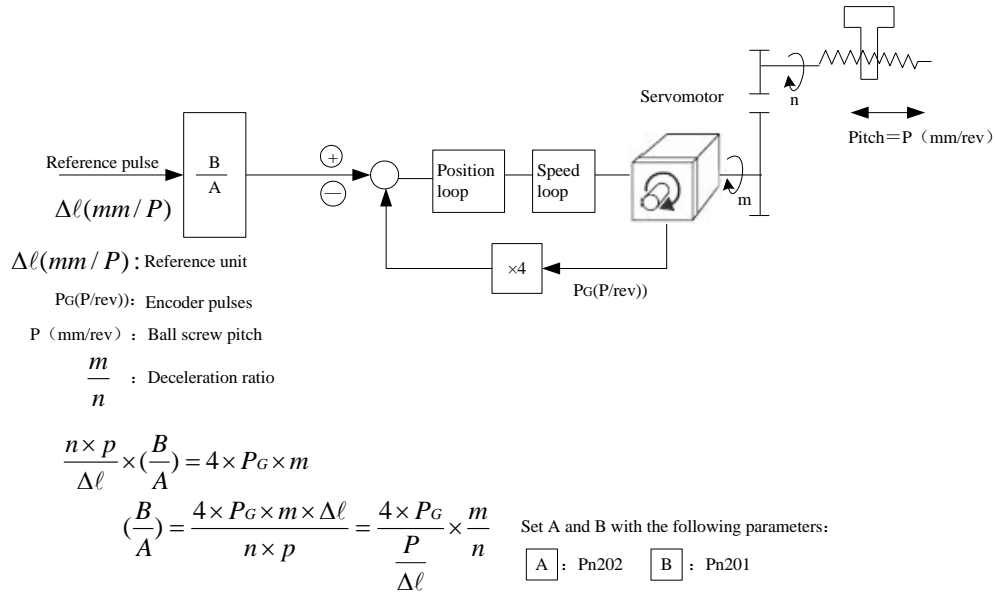 Servomotor
n
Pitch＝P（mm/rev）
Reference pulse
B
A
+
−
Position
loop
Speed
loop
m
Δℓ(mm/P)
×4
PG(P/rev))
Δℓ(mm/P)：Reference unit
PG(P/rev))：Encoder pulses
P（mm/rev）：Ball screw pitch
m/n：Deceleration ratio
(n×p)/Δℓ×(B/A)=4×PG×m
(B/A)=(4×PG×m×Δℓ)/(n×p)=(4×PG)/(P/Δℓ)×m/n
Set A and B with the following parameters:
A：Pn202 B：Pn201